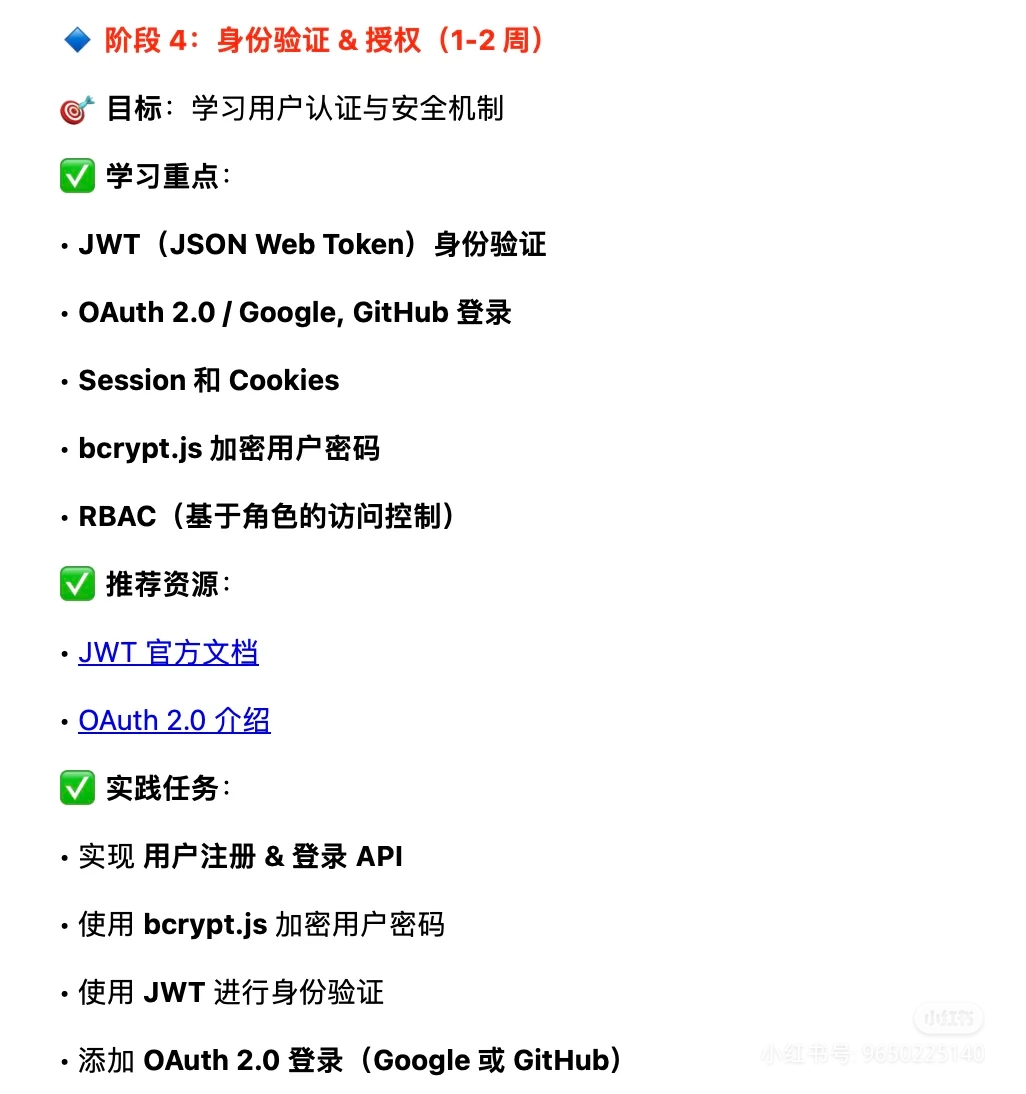 🔷 阶段 4：身份验证 & 授权（1-2 周）
🎯 目标：学习用户认证与安全机制
✅ 学习重点：
• JWT（JSON Web Token）身份验证
• OAuth 2.0 / Google, GitHub 登录
• Session 和 Cookies
• bcrypt.js 加密用户密码
• RBAC（基于角色的访问控制）
✅ 推荐资源：
• JWT 官方文档
• OAuth 2.0 介绍
✅ 实践任务：
• 实现 用户注册 & 登录 API
• 使用 bcrypt.js 加密用户密码
• 使用 JWT 进行身份验证
小红书
小红书号: 9650225140
• 添加 OAuth 2.0 登录（Google 或 GitHub）